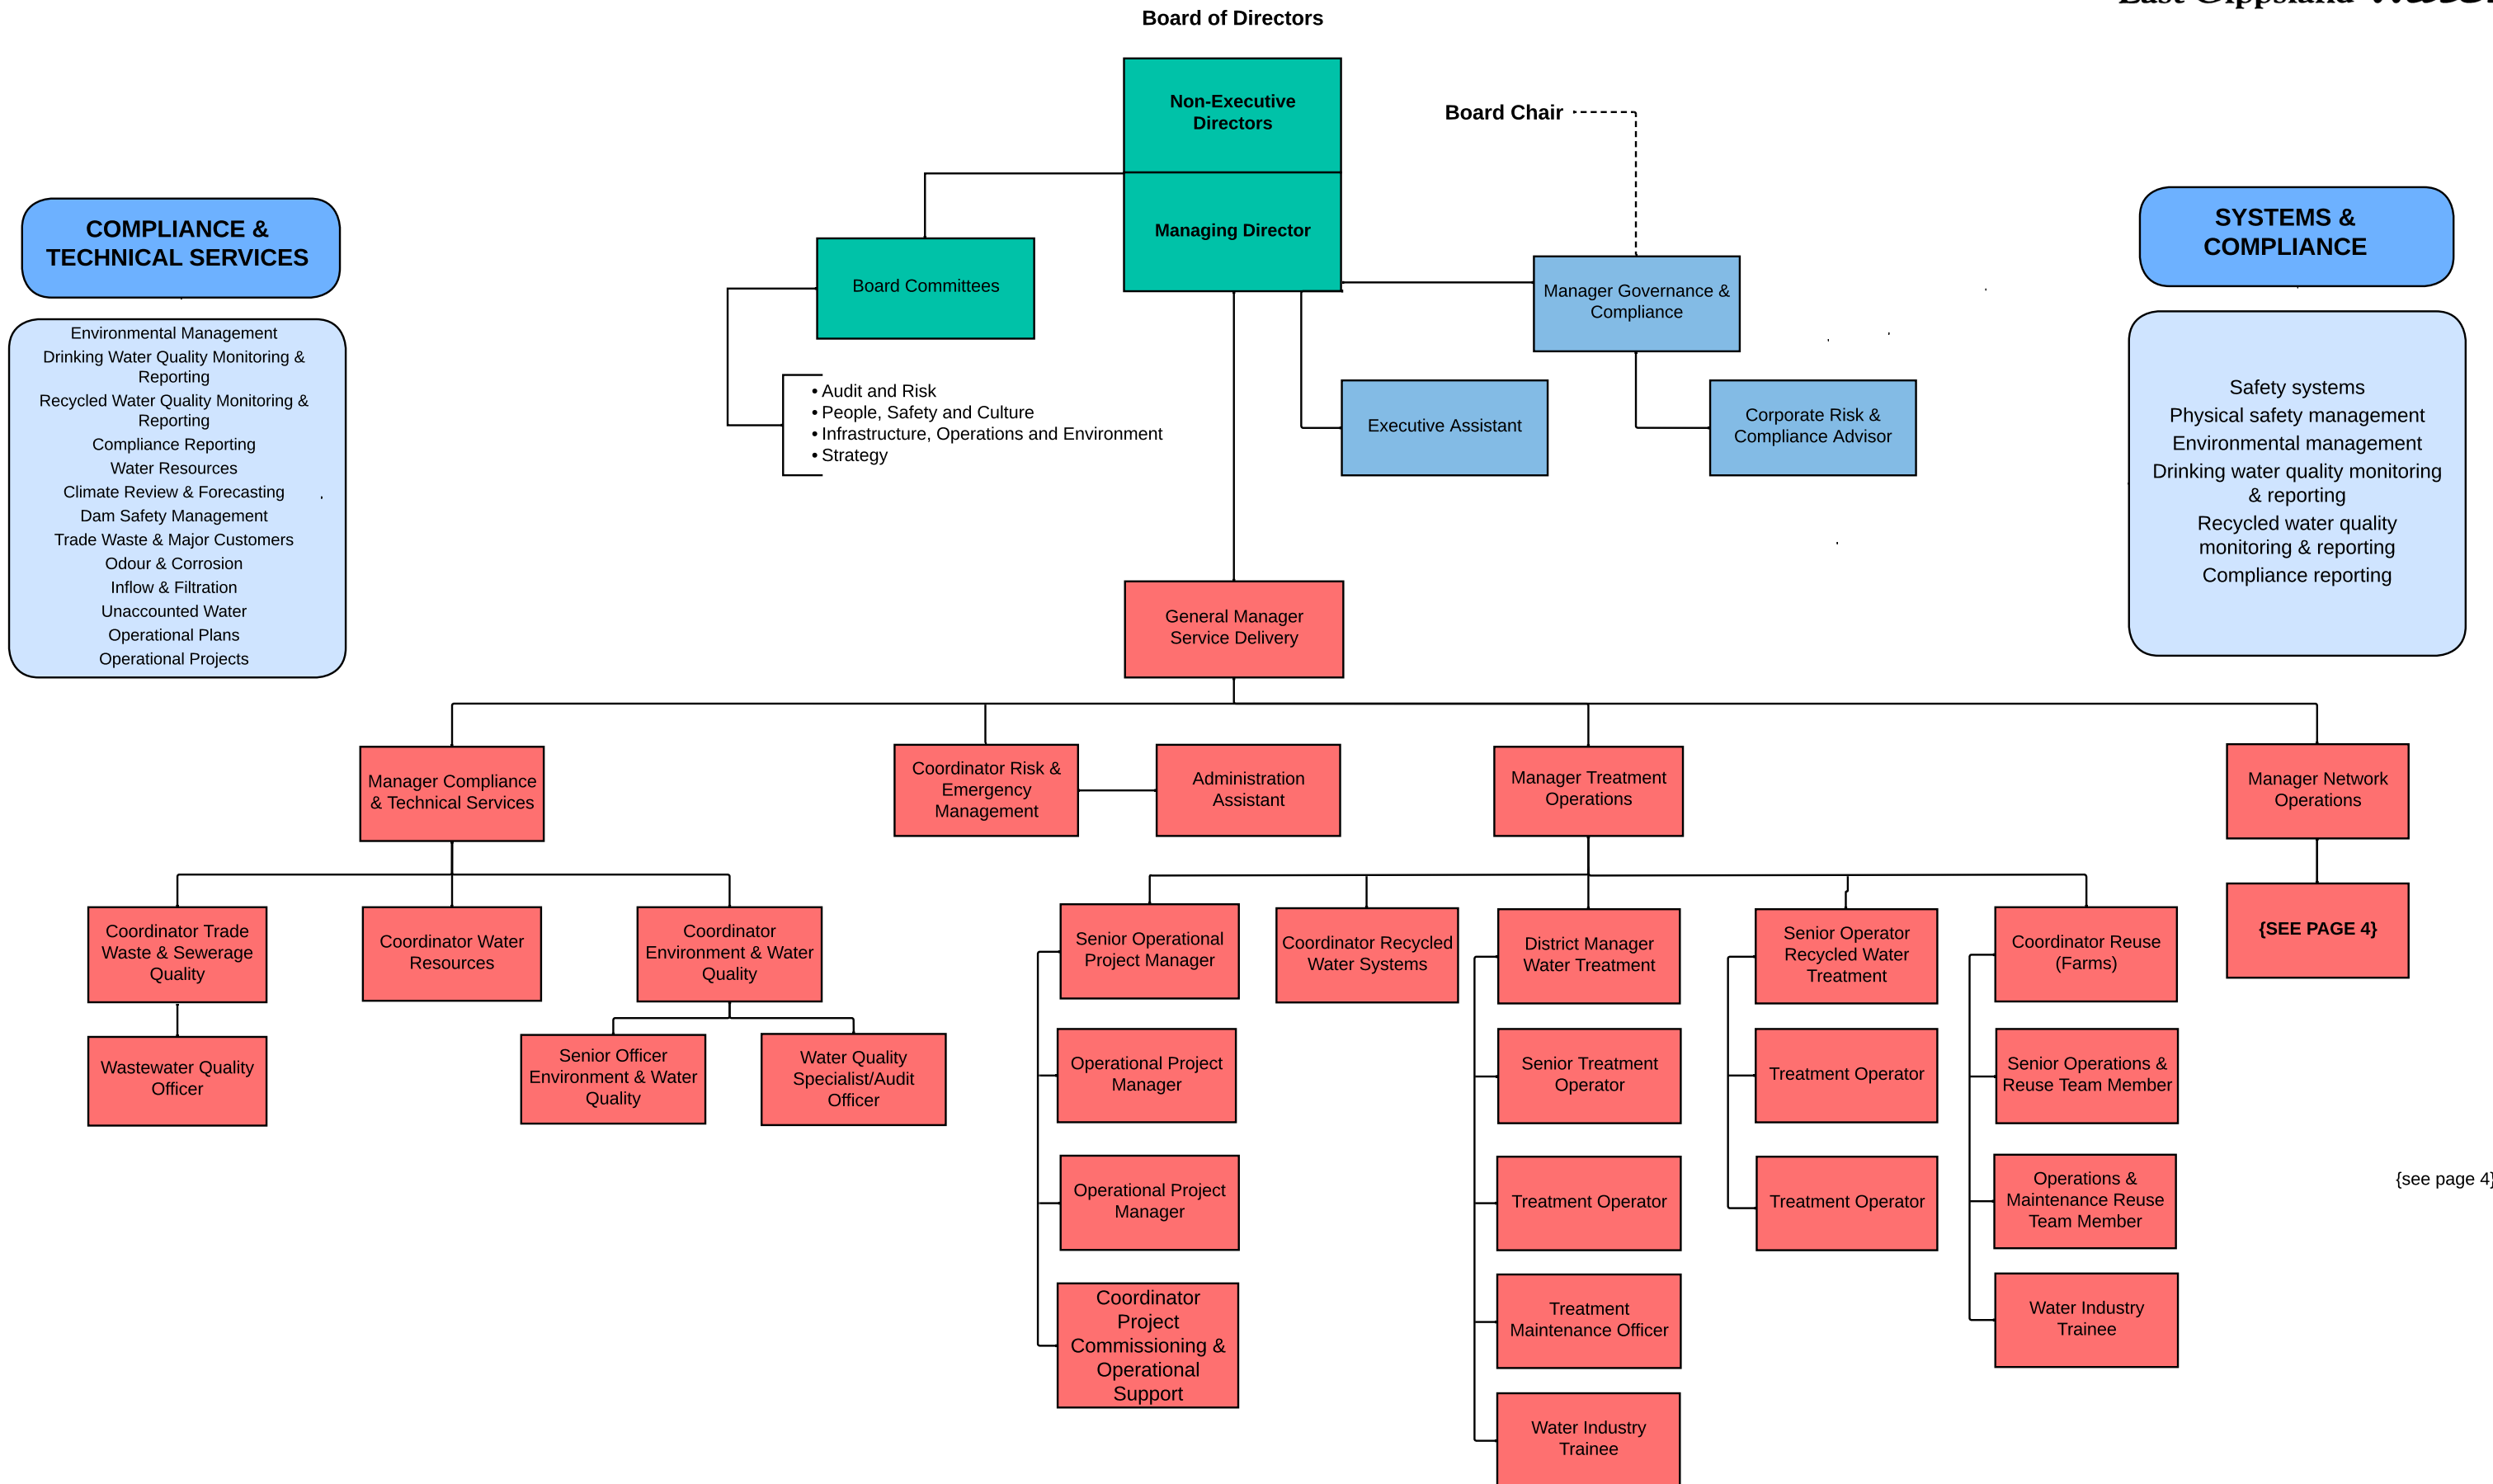 Board of Directors
East Gippsland
Non-Executive
Directors
Board Chair
Managing Director
COMPLIANCE &
TECHNICAL SERVICES
SYSTEMS &
COMPLIANCE
Board Committees
Manager Governance &
Compliance
Environmental Management
Drinking Water Quality Monitoring &
Reporting
Recycled Water Quality Monitoring &
Reporting
Compliance Reporting
Water Resources
Climate Review & Forecasting
Dam Safety Management
Trade Waste & Major Customers
Odour & Corrosion
Inflow & Filtration
Unaccounted Water
Operational Plans
Operational Projects
• Audit and Risk
• People, Safety and Culture
• Infrastructure, Operations and Environment
• Strategy
Executive Assistant
Corporate Risk &
Compliance Advisor
Safety systems
Physical safety management
Environmental management
Drinking water quality monitoring
& reporting
Recycled water quality
monitoring & reporting
Compliance reporting
General Manager
Service Delivery
Manager Compliance
& Technical Services
Coordinator Risk &
Emergency
Management
Administration
Assistant
Manager Treatment
Operations
Manager Network
Operations
Coordinator Trade
Waste & Sewerage
Quality
Coordinator Water
Resources
Coordinator
Environment & Water
Quality
Senior Operational
Project Manager
Coordinator Recycled
Water Systems
District Manager
Water Treatment
Senior Operator
Recycled Water
Treatment
Coordinator Reuse
(Farms)
{SEE PAGE 4}
Wastewater Quality
Officer
Senior Officer
Environment & Water
Quality
Water Quality
Specialist/Audit
Officer
Operational Project
Manager
Senior Treatment
Operator
Treatment Operator
Senior Operations &
Reuse Team Member
Operational Project
Manager
Treatment Operator
Treatment Operator
Operations &
Maintenance Reuse
Team Member
{see page 4}
Coordinator
Project
Commissioning &
Operational
Support
Treatment
Maintenance Officer
Water Industry
Trainee
Water Industry
Trainee